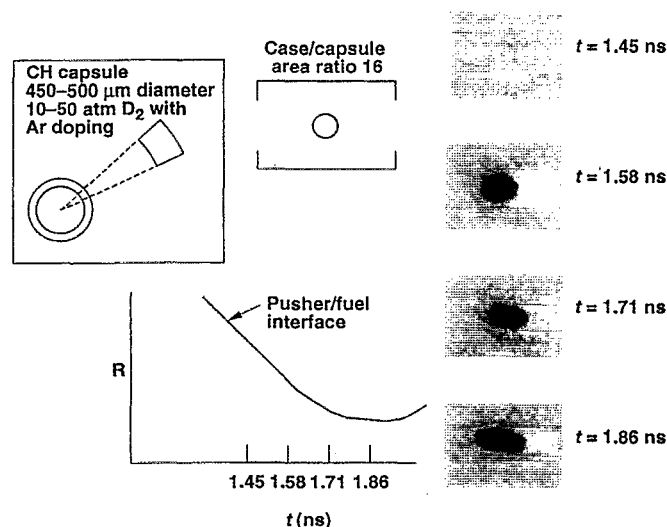 CH capsule
450–500 μm diameter
10–50 atm D₂ with
Ar doping
Case/capsule
area ratio 16
t = 1.45 ns
t = 1.58 ns
t = 1.71 ns
t = 1.86 ns
Pusher/fuel
interface
R
1.45 1.58 1.71 1.86
t (ns)